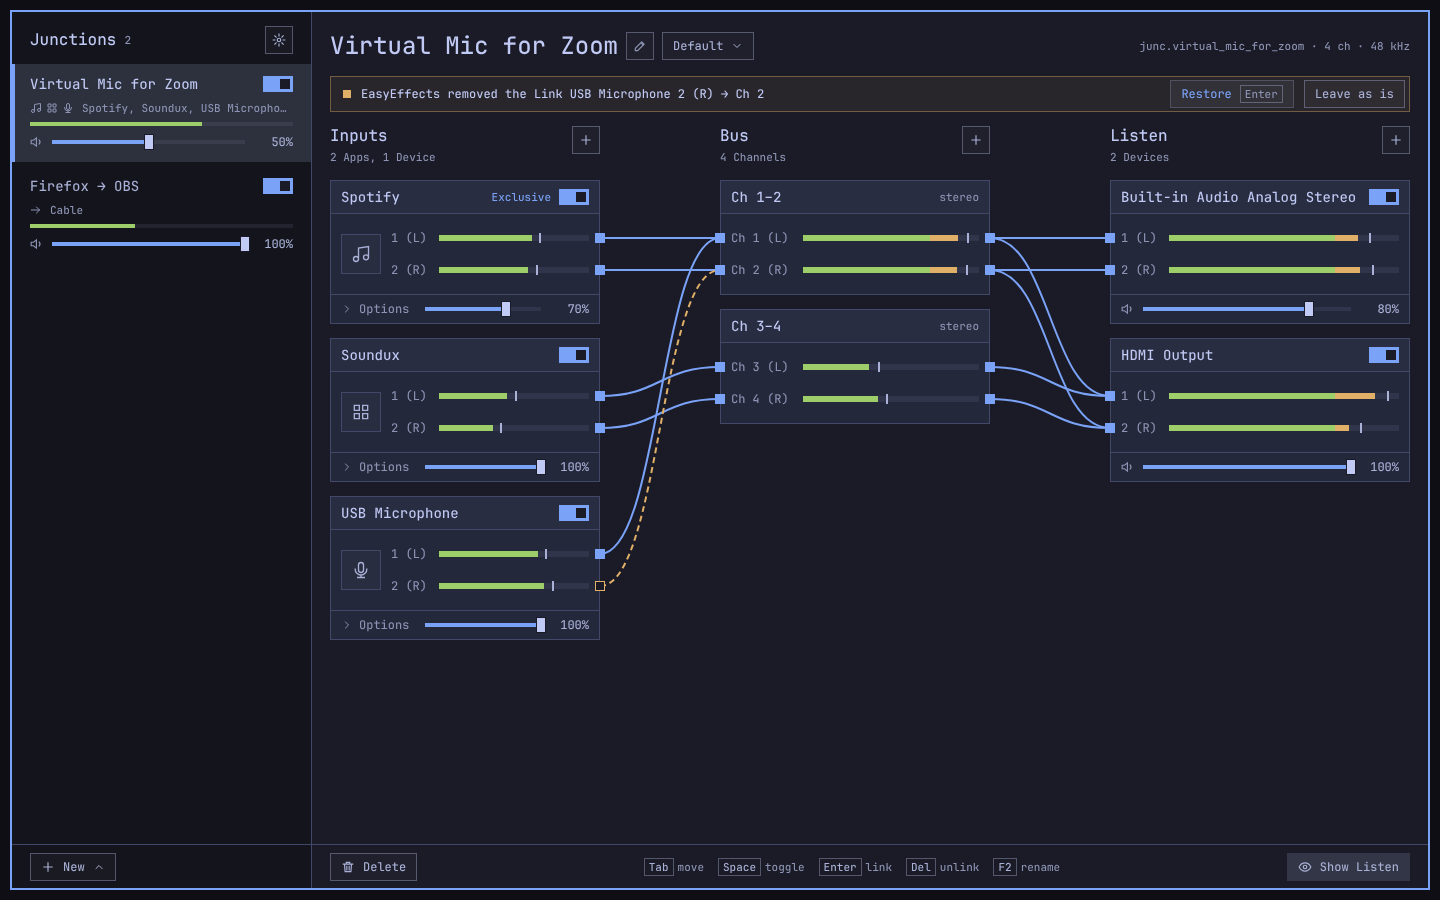 Junctions 2
Virtual Mic for Zoom
Spotify, Soundux, USB Micropho…
50%
Firefox → OBS
→ Cable
100%
New
Virtual Mic for Zoom
Default
junc.virtual_mic_for_zoom · 4 ch · 48 kHz
EasyEffects removed the Link USB Microphone 2 (R) → Ch 2
Restore Enter
Leave as is
Inputs
2 Apps, 1 Device
Spotify Exclusive
1 (L)
2 (R)
Options 70%
Soundux
1 (L)
2 (R)
Options 100%
USB Microphone
1 (L)
2 (R)
Options 100%
Bus
4 Channels
Ch 1–2 stereo
Ch 1 (L)
Ch 2 (R)
Ch 3–4 stereo
Ch 3 (L)
Ch 4 (R)
Listen
2 Devices
Built-in Audio Analog Stereo
1 (L)
2 (R)
80%
HDMI Output
1 (L)
2 (R)
100%
Delete
Tab move Space toggle Enter link Del unlink F2 rename
Show Listen